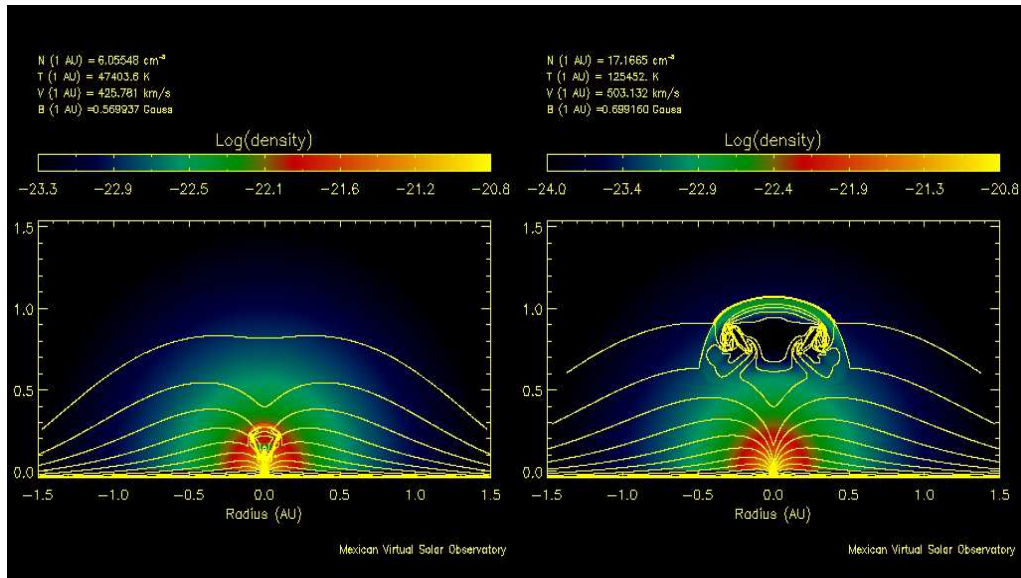 N (1 AU) = 6.05548 cm⁻³
T (1 AU) = 47403.6 K
V (1 AU) = 425.781 km/s
B (1 AU) =0.569937 Gauss
Log(density)
−23.3 −22.9 −22.5 −22.1 −21.6 −21.2 −20.8
1.5
1.0
0.5
0.0
−1.5 −1.0 −0.5 0.0 0.5 1.0 1.5
Radius (AU)
Mexican Virtual Solar Observatory
N (1 AU) = 17.1665 cm⁻³
T (1 AU) = 125452. K
V (1 AU) = 503.132 km/s
B (1 AU) =0.699160 Gauss
Log(density)
−24.0 −23.4 −22.9 −22.4 −21.9 −21.3 −20.8
1.5
1.0
0.5
0.0
−1.5 −1.0 −0.5 0.0 0.5 1.0 1.5
Radius (AU)
Mexican Virtual Solar Observatory